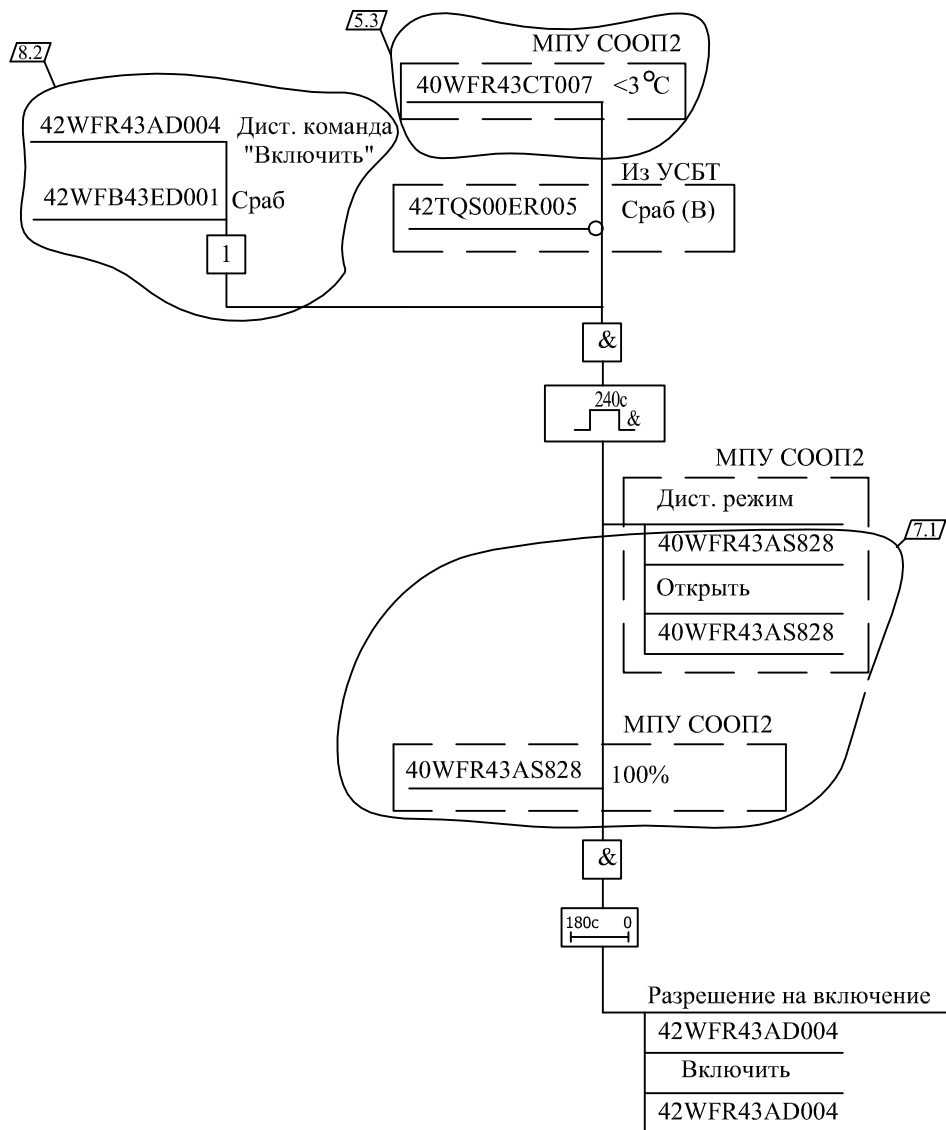 5.3
8.2
МПУ СООП2
40WFR43CT007 <3°C
42WFR43AD004 Дист. команда
"Включить"
Из УСБТ
42WFB43ED001 Сраб
42TQS00ER005 Сраб (В)
1
&
240с
&
МПУ СООП2
Дист. режим
7.1
40WFR43AS828
Открыть
40WFR43AS828
МПУ СООП2
40WFR43AS828 100%
&
180с 0
Разрешение на включение
42WFR43AD004
Включить
42WFR43AD004